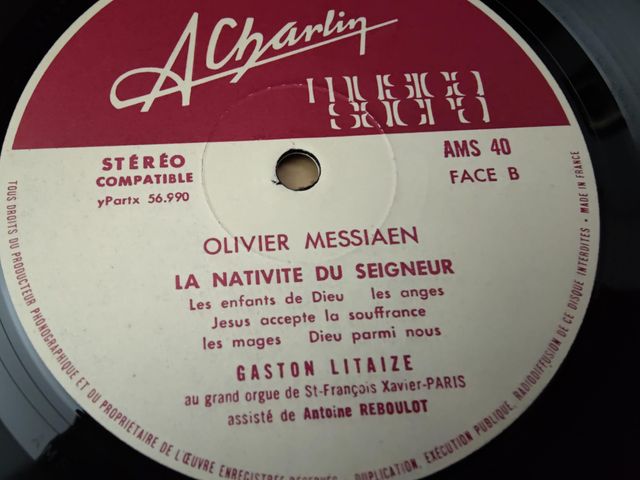 A Charlin
musica
sacra
STÉRÉO
COMPATIBLE
yPartx 56.990
AMS 40
FACE B
OLIVIER MESSIAEN
LA NATIVITE DU SEIGNEUR
Les enfants de Dieu les anges
Jesus accepte la souffrance
les mages Dieu parmi nous
GASTON LITAIZE
au grand orgue de St-François Xavier-PARIS
assisté de Antoine REBOULOT
TOUS DROITS DU PRODUCTEUR PHONOGRAPHIQUE ET DU PROPRIETAIRE DE L'ŒUVRE ENREGISTRÉE RESERVÉS - DUPLICATION, EXÉCUTION PUBLIQUE, RADIODIFFUSION DE CE DISQUE INTERDITES • MADE IN FRANCE